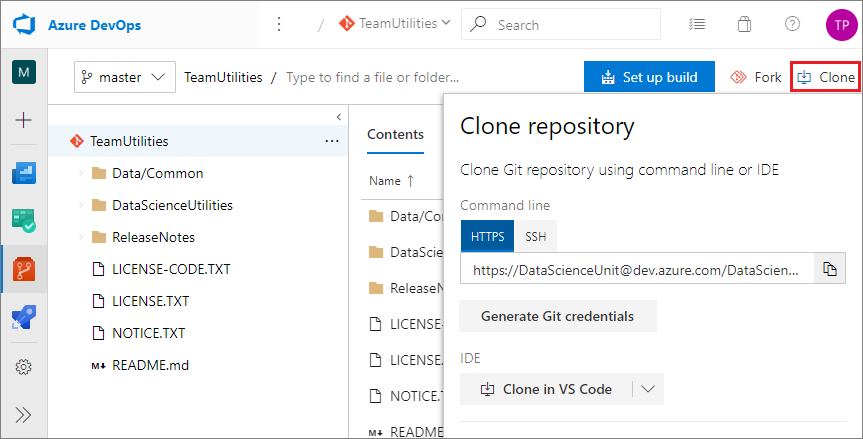 Azure DevOps
/ TeamUtilities
Search
TP
M
master
TeamUtilities / Type to find a file or folder...
Set up build
Fork
Clone
TeamUtilities
Data/Common
DataScienceUtilities
ReleaseNotes
LICENSE-CODE.TXT
LICENSE.TXT
NOTICE.TXT
M↓ README.md
Contents
Name ↑
Data/Co
DataScien
ReleaseN
LICENSE-
LICENSE.
NOTICE.T
M↓ README
Clone repository
Clone Git repository using command line or IDE
Command line
HTTPS SSH
https://DataScienceUnit@dev.azure.com/DataScien...
Generate Git credentials
IDE
Clone in VS Code